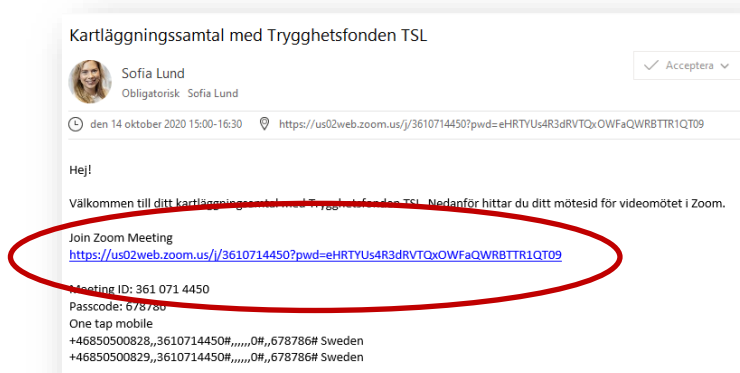 Kartläggningssamtal med Trygghetsfonden TSL
Sofia Lund
Obligatorisk Sofia Lund
Acceptera
den 14 oktober 2020 15:00-16:30 https://us02web.zoom.us/j/3610714450?pwd=eHRTYUs4R3dRVTQxOWFaQWRBTTR1QT09
Hej!
Välkommen till ditt kartläggningssamtal med Trygghetsfonden TSL. Nedanför hittar du ditt mötesid för videomötet i Zoom.
Join Zoom Meeting
https://us02web.zoom.us/j/3610714450?pwd=eHRTYUs4R3dRVTQxOWFaQWRBTTR1QT09
Meeting ID: 361 071 4450
Passcode: 678786
One tap mobile
+46850500828,,3610714450#,,,,,,0#,,678786# Sweden
+46850500829,,3610714450#,,,,,,0#,,678786# Sweden